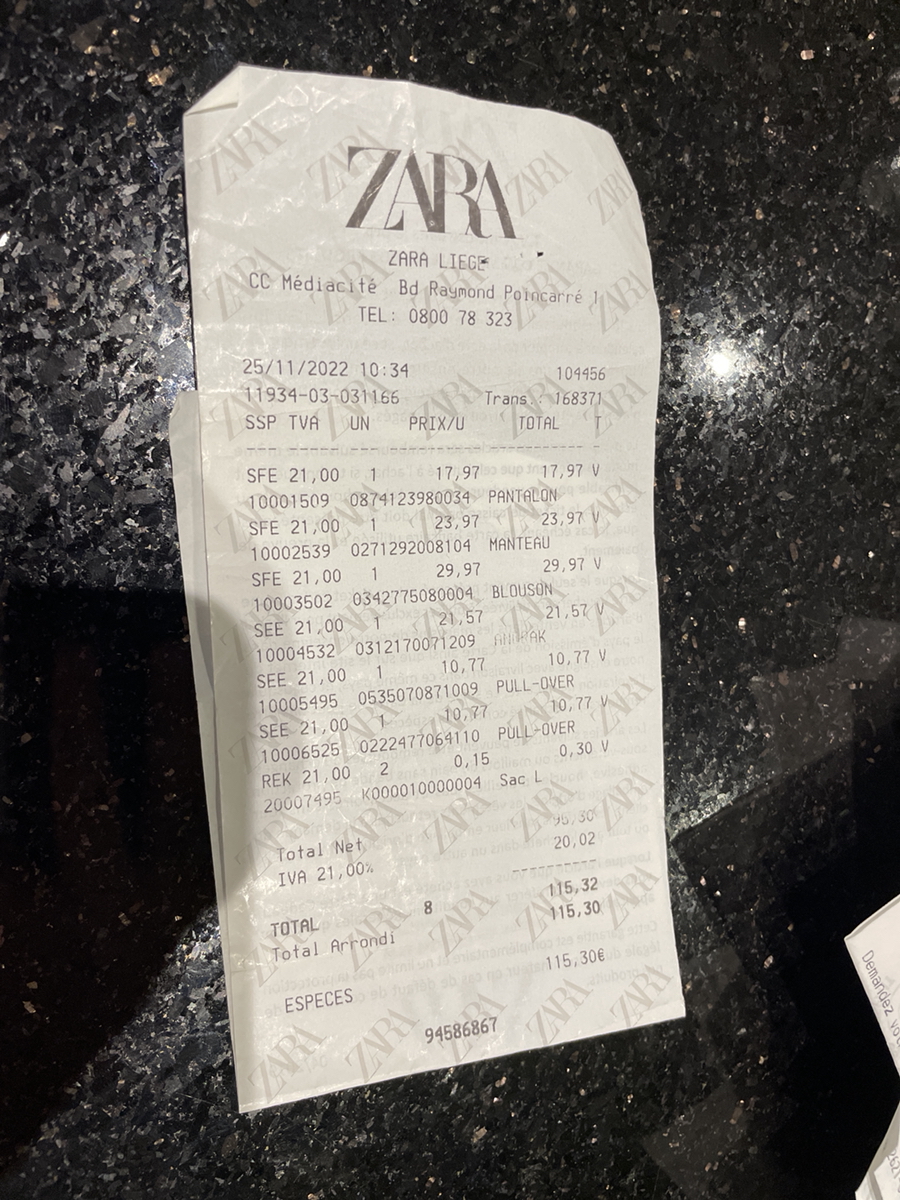 ZARA
ZARA LIEGE
CC Médiacité Bd Raymond Poincarré 1
TEL: 0800 78 323
25/11/2022 10:34 104456
11934-03-031166 Trans.: 168371
SSP TVA UN PRIX/U TOTAL T
SFE 21,00 1 17,97 17,97 V
10001509 0874123980034 PANTALON
SFE 21,00 1 23,97 23,97 V
10002539 0271292008104 MANTEAU
SFE 21,00 1 29,97 29,97 V
10003502 0342775080004 BLOUSON
SEE 21,00 1 21,57 21,57 V
10004532 0312170071209 ANORAK
SEE 21,00 1 10,77 10,77 V
10005495 0535070871009 PULL-OVER
SEE 21,00 1 10,77 10,77 V
10006525 0222477064110 PULL-OVER
REK 21,00 2 0,15 0,30 V
20007495 K000010000004 Sac L
Total Net 95,30
IVA 21,00% 20,02
TOTAL 8 115,32
Total Arrondi 115,30
ESPECES 115,30€
94586867
Demandez